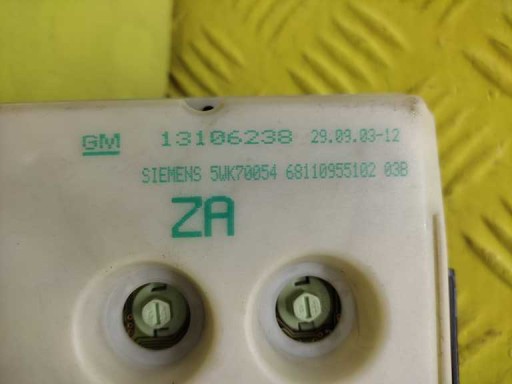 GM 13106238 29.09.03-12
SIEMENS 5WK70054 68110955102 03B
ZA